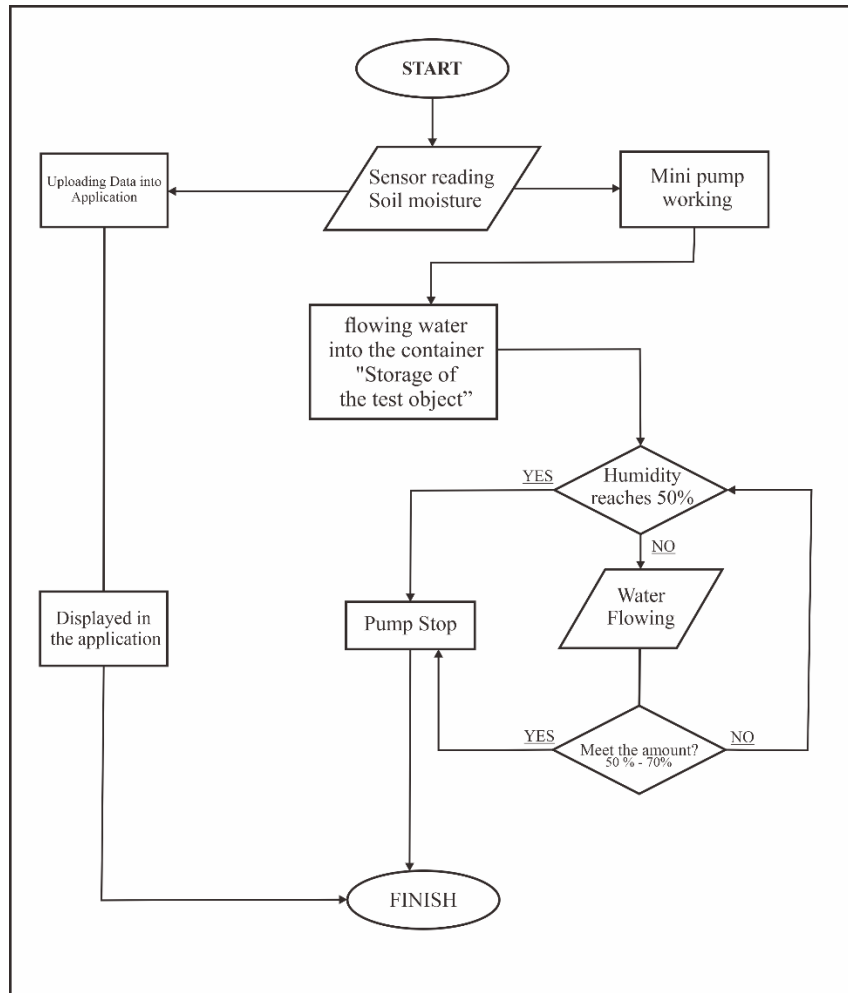 START
Uploading Data into
Application
Sensor reading
Soil moisture
Mini pump
working
flowing water
into the container
"Storage of
the test object”
YES
Humidity
reaches 50%
NO
Water
Flowing
Displayed in
the application
Pump Stop
YES
Meet the amount?
50 % - 70%
NO
FINISH